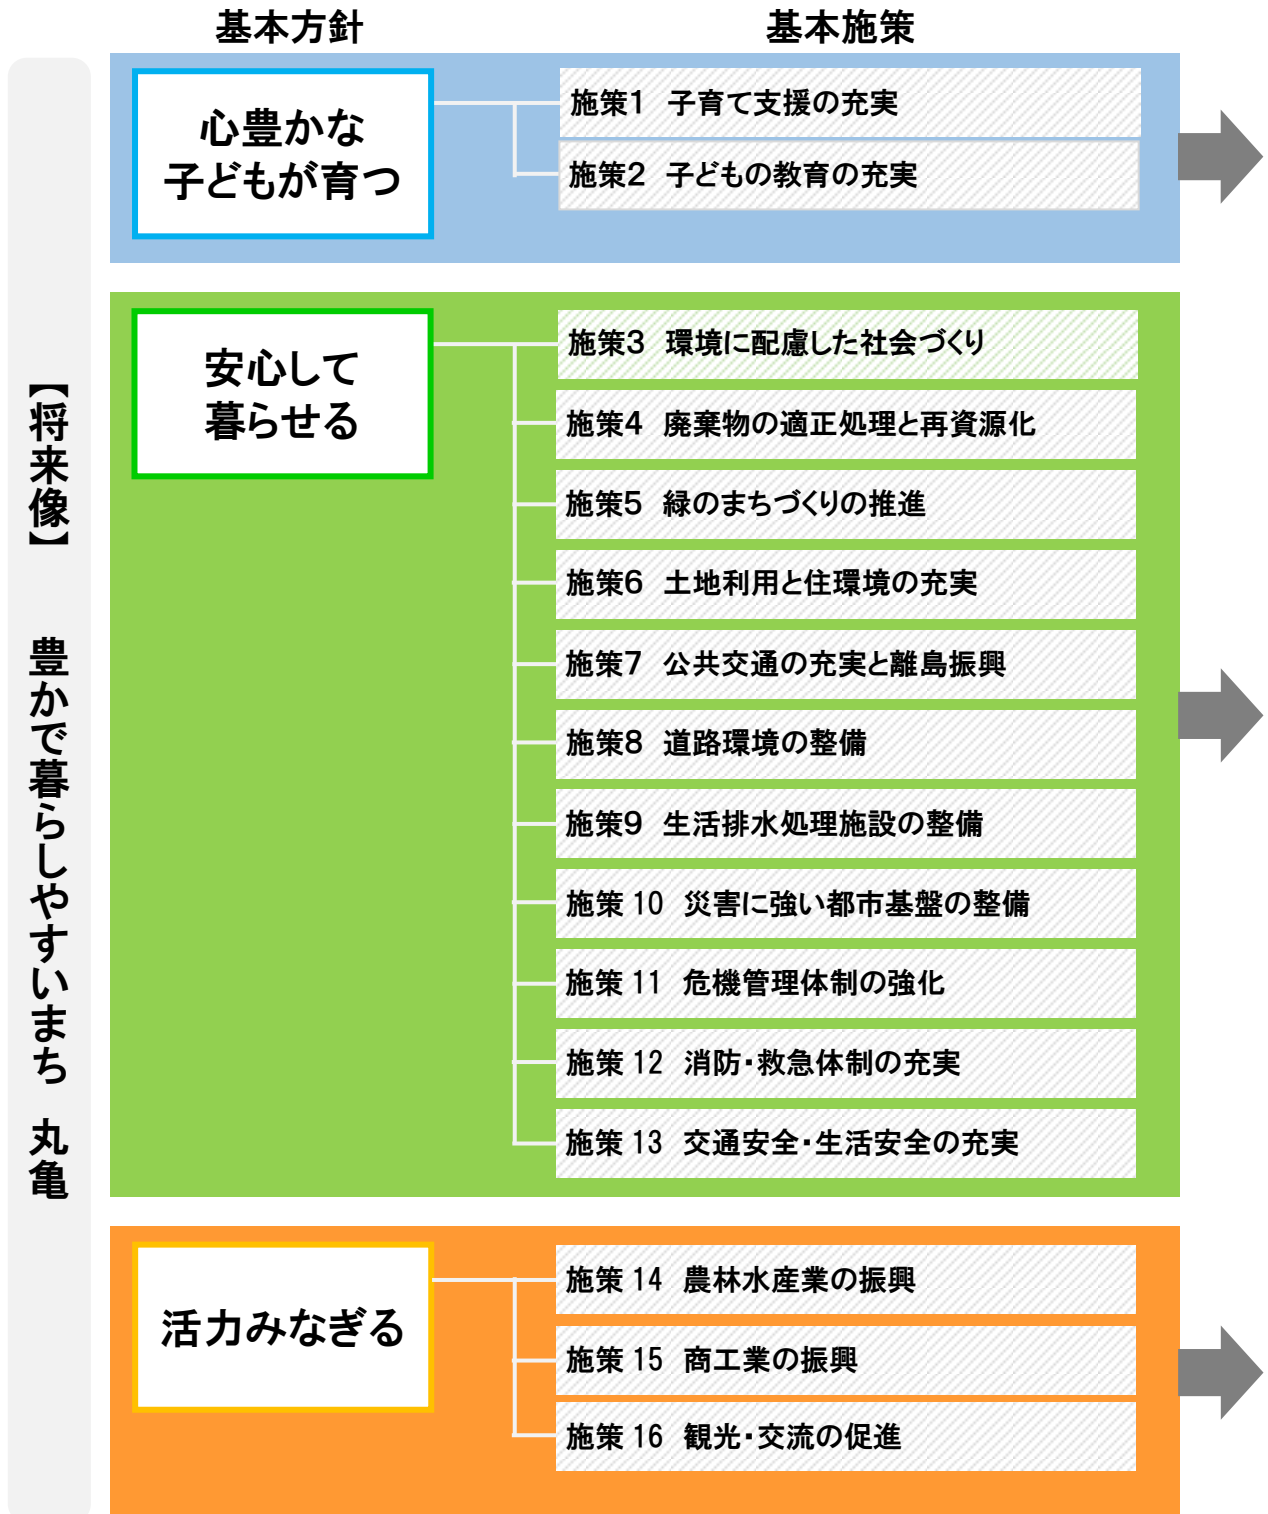 基本方針
基本施策
【将来像】　豊かで暮らしやすいまち　丸亀
心豊かな
子どもが育つ
施策1　子育て支援の充実
施策2　子どもの教育の充実
安心して
暮らせる
施策3　環境に配慮した社会づくり
施策4　廃棄物の適正処理と再資源化
施策5　緑のまちづくりの推進
施策6　土地利用と住環境の充実
施策7　公共交通の充実と離島振興
施策8　道路環境の整備
施策9　生活排水処理施設の整備
施策 10　災害に強い都市基盤の整備
施策 11　危機管理体制の強化
施策 12　消防・救急体制の充実
施策 13　交通安全・生活安全の充実
活力みなぎる
施策 14　農林水産業の振興
施策 15　商工業の振興
施策 16　観光・交流の促進